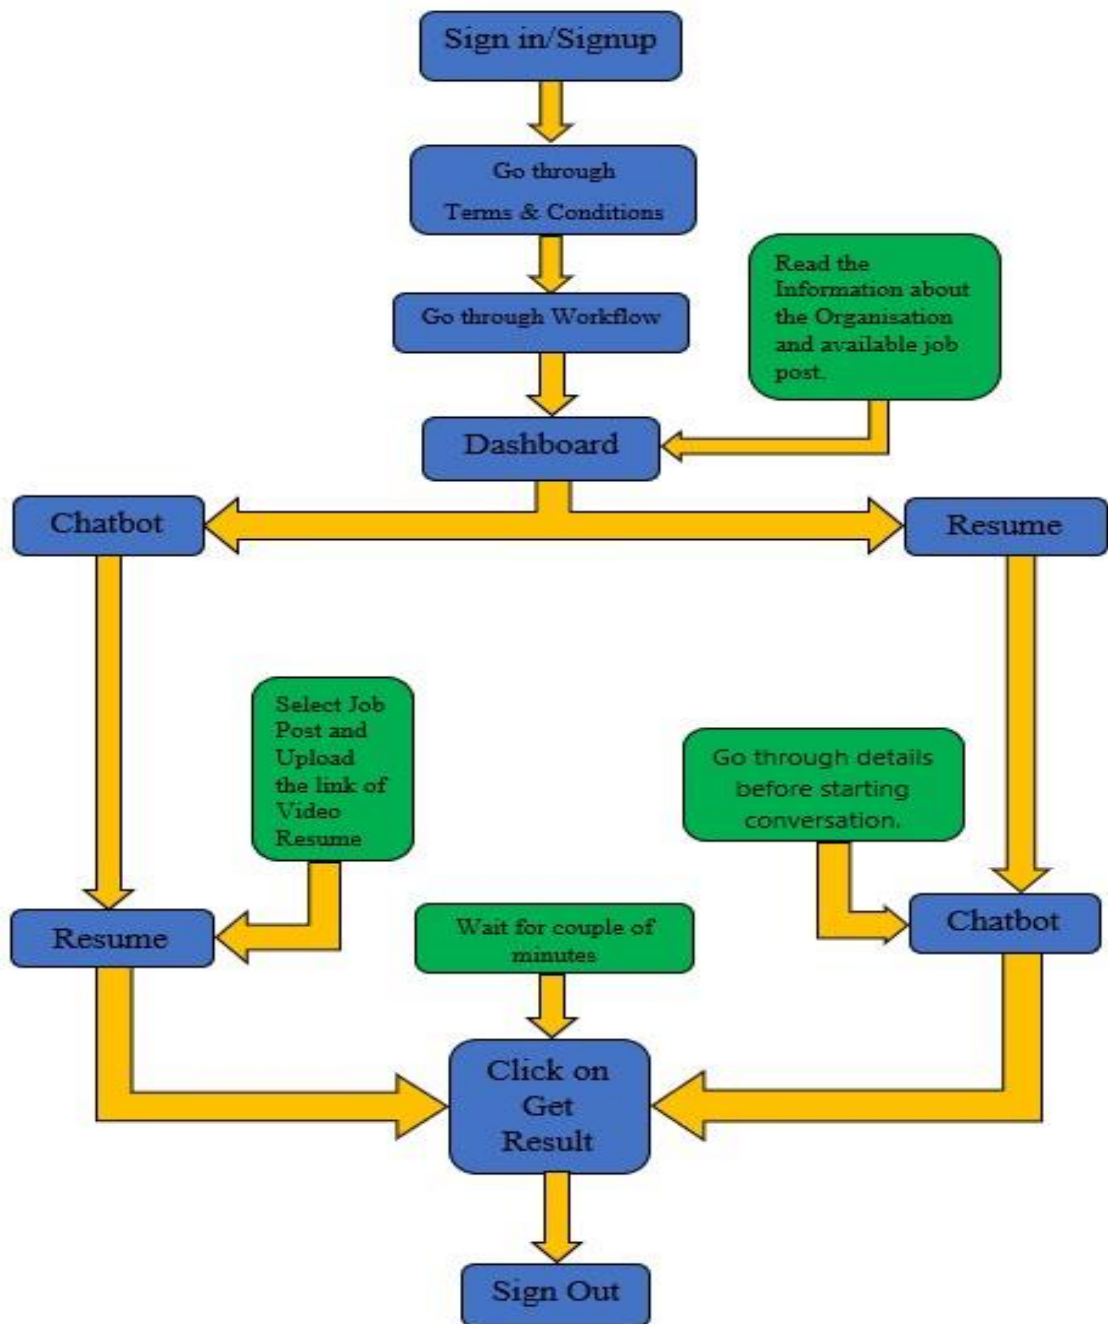 Sign in/Signup
Go through
Terms & Conditions
Read the
Information about
the Organisation
and available job
post.
Go through Workflow
Dashboard
Chatbot
Resume
Select Job
Post and
Upload
the link of
Video
Resume
Go through details
before starting
conversation.
Resume
Wait for couple of
minutes
Chatbot
Click on
Get
Result
Sign Out